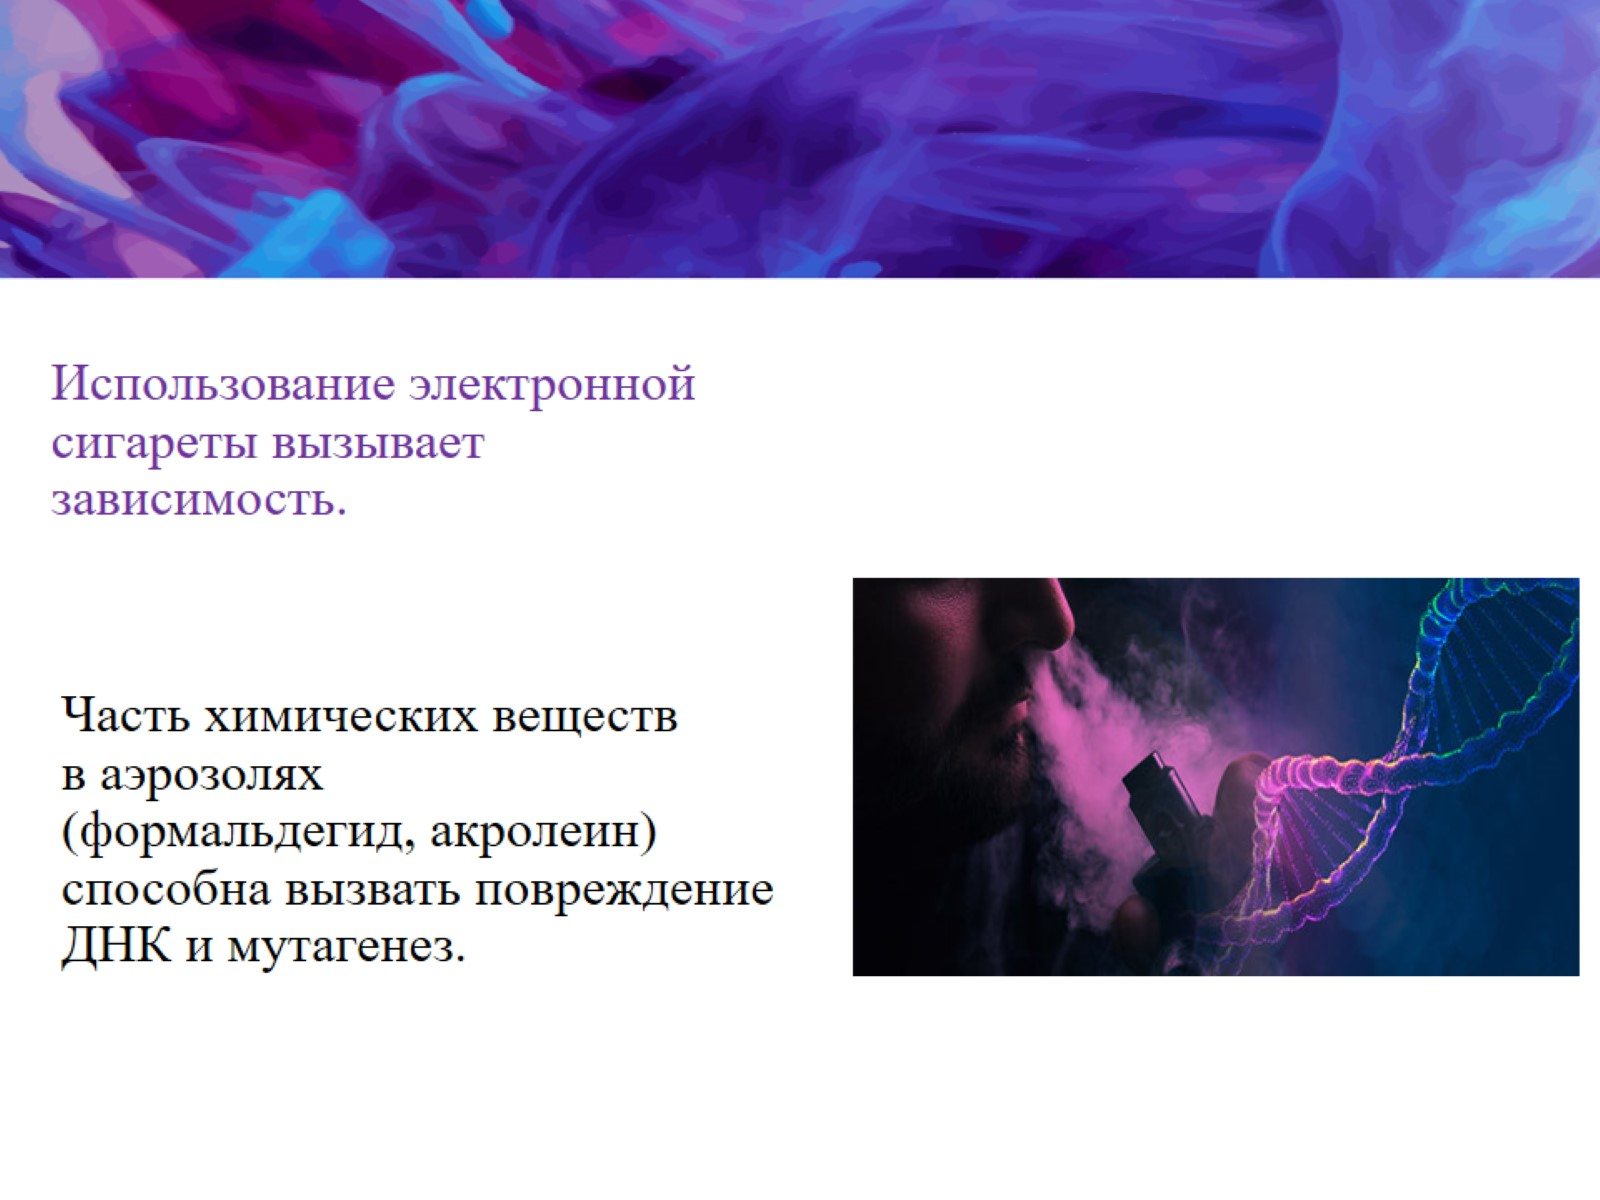 Использование электронной
сигареты вызывает
зависимость.
Часть химических веществ
в аэрозолях
(формальдегид, акролеин)
способна вызвать повреждение
ДНК и мутагенез.